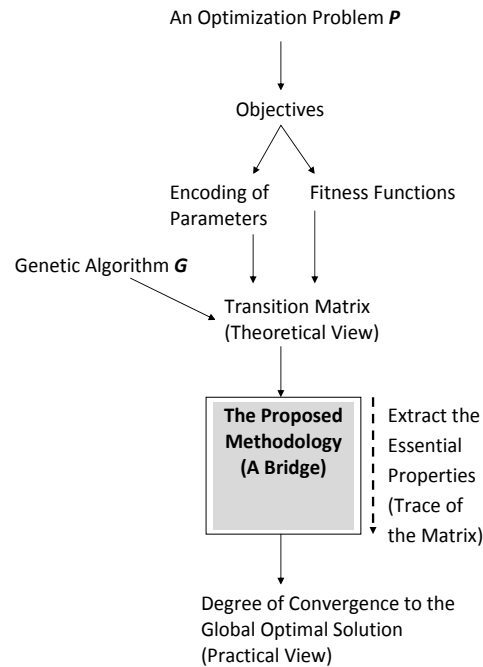 An Optimization Problem P
Objectives
Encoding of
Parameters
Fitness Functions
Genetic Algorithm G
Transition Matrix
(Theoretical View)
The Proposed
Methodology
(A Bridge)
Extract the
Essential
Properties
(Trace of
the Matrix)
Degree of Convergence to the
Global Optimal Solution
(Practical View)